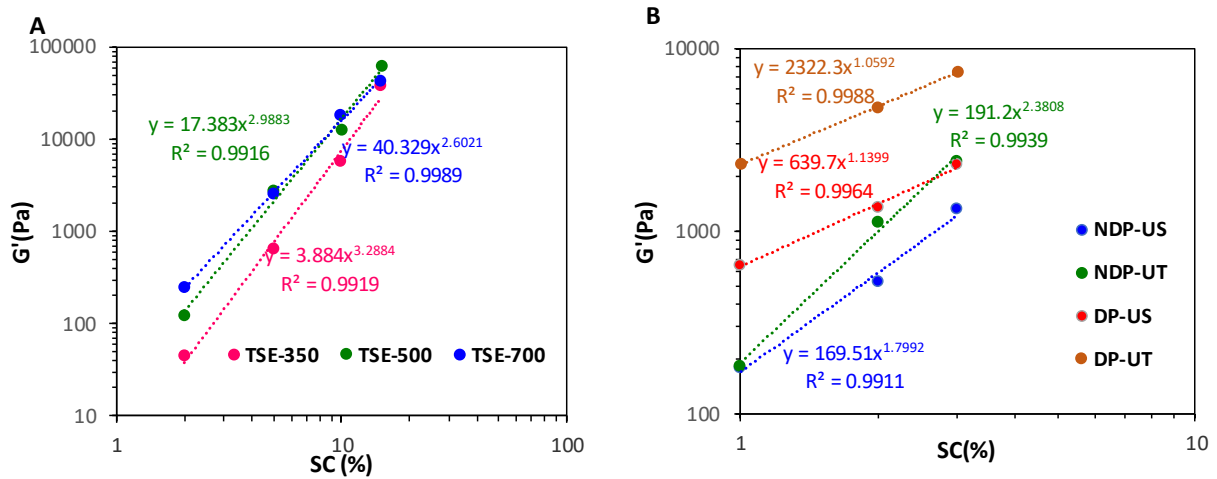 A
G'(Pa)
100000
10000
1000
100
10
y = 17.383x^2.9883
R² = 0.9916
y = 40.329x^2.6021
R² = 0.9989
y = 3.884x^3.2884
R² = 0.9919
TSE-350 TSE-500 TSE-700
1 10 100
SC (%)
B
G'(Pa)
10000
1000
100
y = 2322.3x^1.0592
R² = 0.9988
y = 191.2x^2.3808
R² = 0.9939
y = 639.7x^1.1399
R² = 0.9964
y = 169.51x^1.7992
R² = 0.9911
NDP-US
NDP-UT
DP-US
DP-UT
1 10
SC(%)